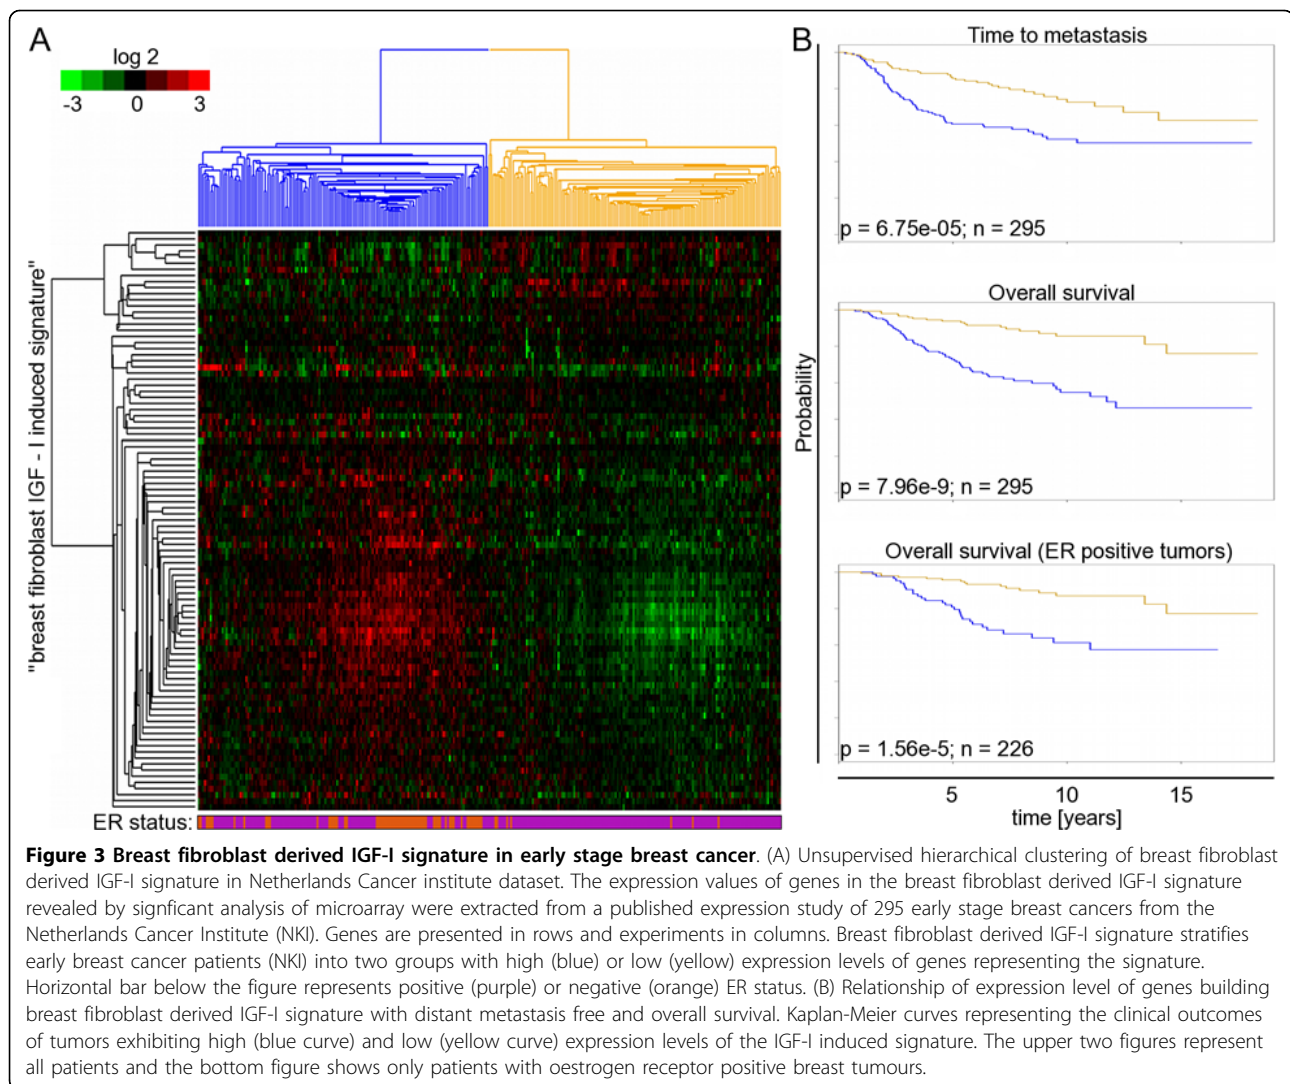 A
log 2
-3 0 3
"breast fibroblast IGF - I induced signature"
ER status:
B
Time to metastasis
p = 6.75e-05; n = 295
Overall survival
p = 7.96e-9; n = 295
Overall survival (ER positive tumors)
p = 1.56e-5; n = 226
Probability
5 10 15
time [years]
Figure 3 Breast fibroblast derived IGF-I signature in early stage breast cancer. (A) Unsupervised hierarchical clustering of breast fibroblast
derived IGF-I signature in Netherlands Cancer institute dataset. The expression values of genes in the breast fibroblast derived IGF-I signature
revealed by signficant analysis of microarray were extracted from a published expression study of 295 early stage breast cancers from the
Netherlands Cancer Institute (NKI). Genes are presented in rows and experiments in columns. Breast fibroblast derived IGF-I signature stratifies
early breast cancer patients (NKI) into two groups with high (blue) or low (yellow) expression levels of genes representing the signature.
Horizontal bar below the figure represents positive (purple) or negative (orange) ER status. (B) Relationship of expression level of genes building
breast fibroblast derived IGF-I signature with distant metastasis free and overall survival. Kaplan-Meier curves representing the clinical outcomes
of tumors exhibiting high (blue curve) and low (yellow curve) expression levels of the IGF-I induced signature. The upper two figures represent
all patients and the bottom figure shows only patients with oestrogen receptor positive breast tumours.